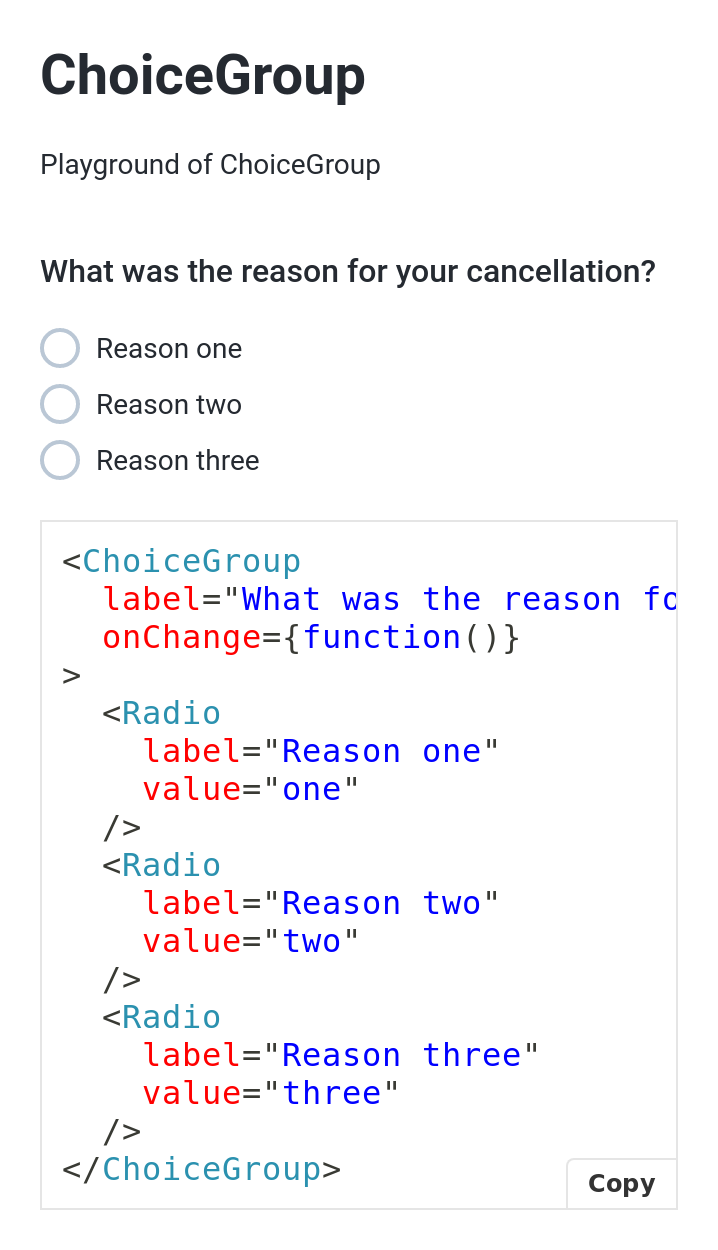 ChoiceGroup
Playground of ChoiceGroup
What was the reason for your cancellation?
Reason one
Reason two
Reason three
<ChoiceGroup
  label="What was the reason fo
  onChange={function()}
>
  <Radio
    label="Reason one"
    value="one"
  />
  <Radio
    label="Reason two"
    value="two"
  />
  <Radio
    label="Reason three"
    value="three"
  />
</ChoiceGroup>
Copy